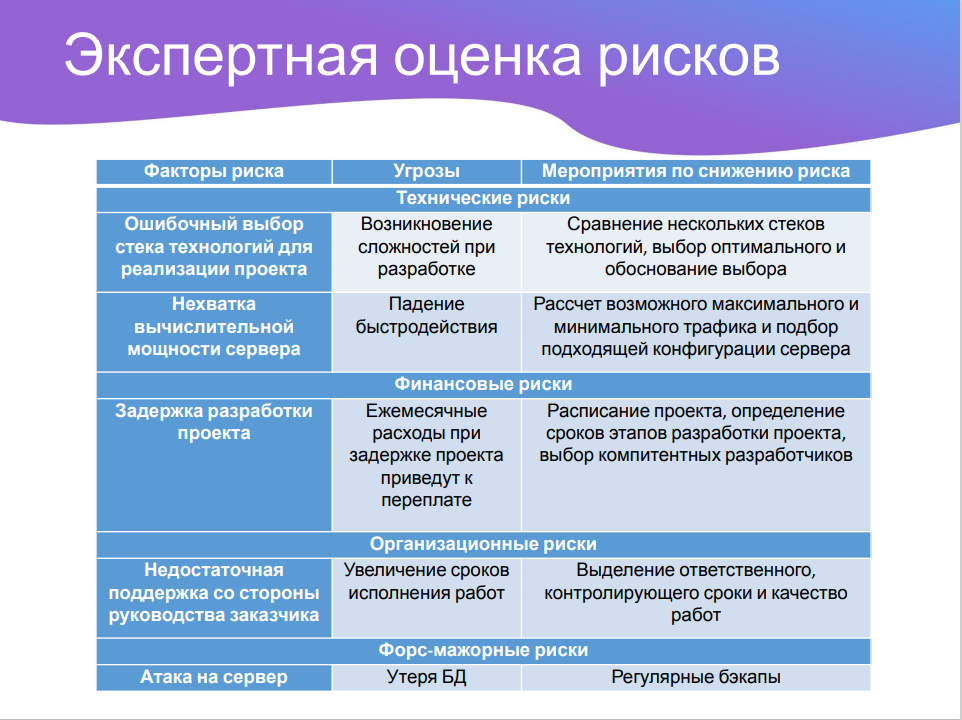 Экспертная оценка рисков
Факторы риска
Угрозы
Мероприятия по снижению риска
Технические риски
Ошибочный выбор
стека технологий для
реализации проекта
Возникновение
сложностей при
разработке
Сравнение нескольких стеков
технологий, выбор оптимального и
обоснование выбора
Нехватка
вычислительной
мощности сервера
Падение
быстродействия
Рассчет возможного максимального и
минимального трафика и подбор
подходящей конфигурации сервера
Финансовые риски
Задержка разработки
проекта
Ежемесячные
расходы при
задержке проекта
приведут к
переплате
Расписание проекта, определение
сроков этапов разработки проекта,
выбор компитентных разработчиков
Организационные риски
Недостаточная
поддержка со стороны
руководства заказчика
Увеличение сроков
исполнения работ
Выделение ответственного,
контролирующего сроки и качество
работ
Форс-мажорные риски
Атака на сервер
Утеря БД
Регулярные бэкапы